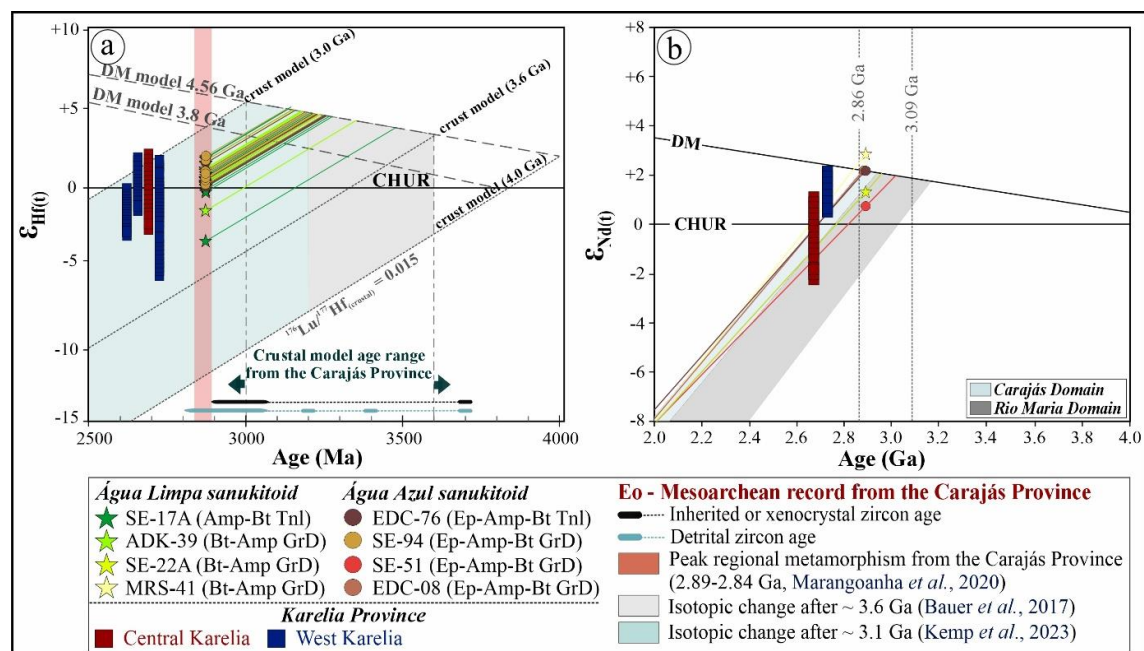 a
+10
+5
0
-5
-10
-15
εHf(t)
2500
3000
3500
4000
Age (Ma)
DM model 4.56 Ga
DM model 3.8 Ga
crust model (3.0 Ga)
crust model (3.6 Ga)
crust model (4.0 Ga)
CHUR
176Lu/177Hf(crustal) = 0.015
Crustal model age range
from the Carajás Province
b
+8
+6
+4
+2
0
-2
-4
-6
-8
εNd(t)
2.0
2.2
2.4
2.6
2.8
3.0
3.2
3.4
3.6
3.8
4.0
Age (Ga)
2.86 Ga
3.09 Ga
DM
CHUR
Carajás Domain
Rio Maria Domain
Água Limpa sanukitoid
SE-17A (Amp-Bt Tnl)
ADK-39 (Bt-Amp GrD)
SE-22A (Bt-Amp GrD)
MRS-41 (Bt-Amp GrD)
Água Azul sanukitoid
EDC-76 (Ep-Amp-Bt Tnl)
SE-94 (Ep-Amp-Bt GrD)
SE-51 (Ep-Amp-Bt GrD)
EDC-08 (Ep-Amp-Bt GrD)
Karelia Province
Central Karelia
West Karelia
Eo - Mesoarchean record from the Carajás Province
Inherited or xenocrystal zircon age
Detrital zircon age
Peak regional metamorphism from the Carajás Province
(2.89-2.84 Ga, Marangoanha et al., 2020)
Isotopic change after ~ 3.6 Ga (Bauer et al., 2017)
Isotopic change after ~ 3.1 Ga (Kemp et al., 2023)